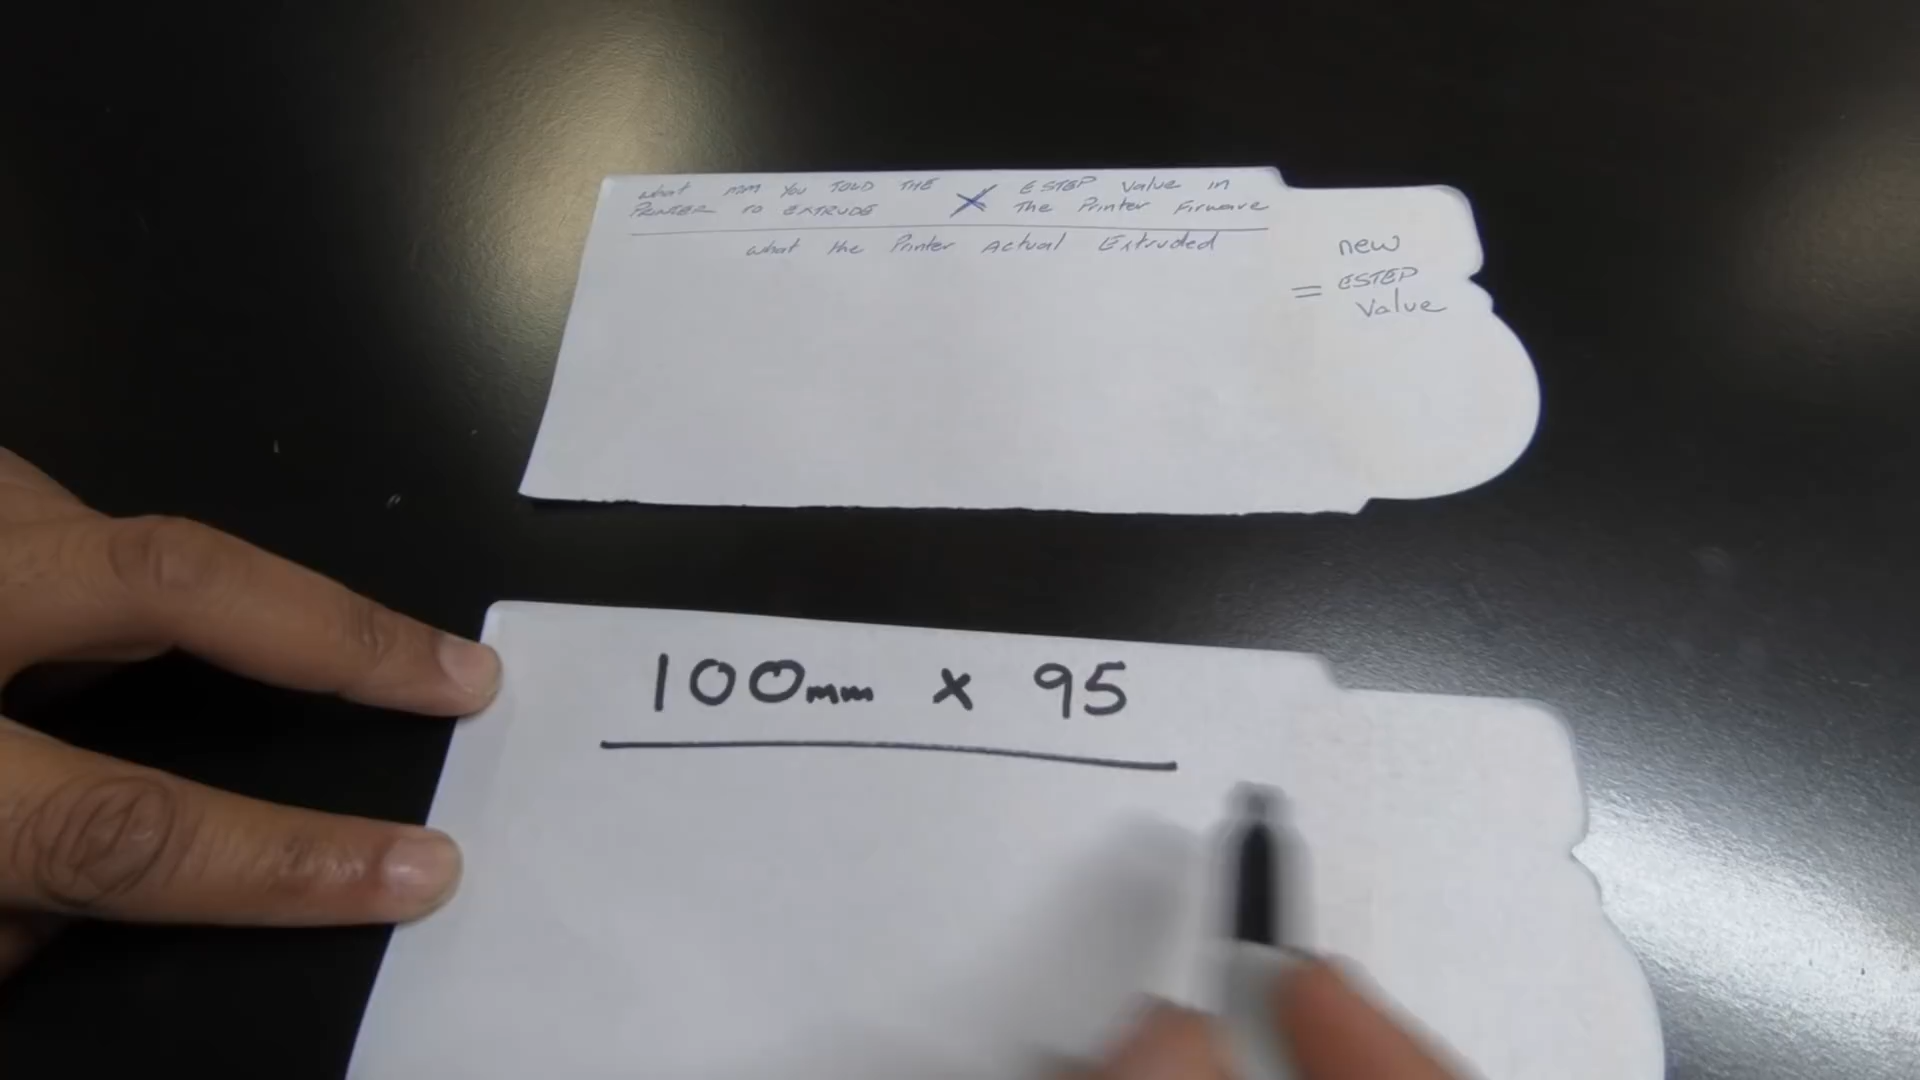 what mm You TOLD THE
PRINTER TO EXTRUDE
X
ESTEP Value in
The Printer Firwave
what the Printer Actual Extruded
=
new
ESTEP
Value
100mm x 95